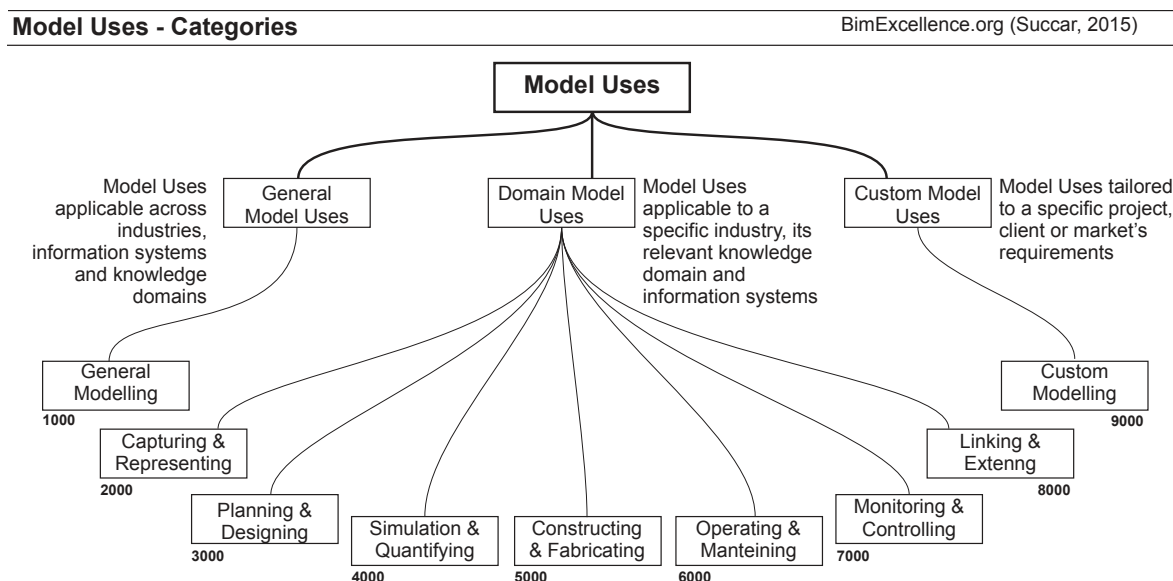 Model Uses - Categories
BimExcellence.org (Succar, 2015)
Model Uses
Model Uses
applicable across
industries,
information systems
and knowledge
domains
General
Model Uses
Domain Model
Uses
Model Uses
applicable to a
specific industry, its
relevant knowledge
domain and
information systems
Custom Model
Uses
Model Uses tailored
to a specific project,
client or market’s
requirements
General
Modelling
1000
Capturing &
Representing
2000
Planning &
Designing
3000
Simulation &
Quantifying
4000
Constructing
& Fabricating
5000
Operating &
Manteining
6000
Monitoring &
Controlling
7000
Linking &
Extenng
8000
Custom
Modelling
9000